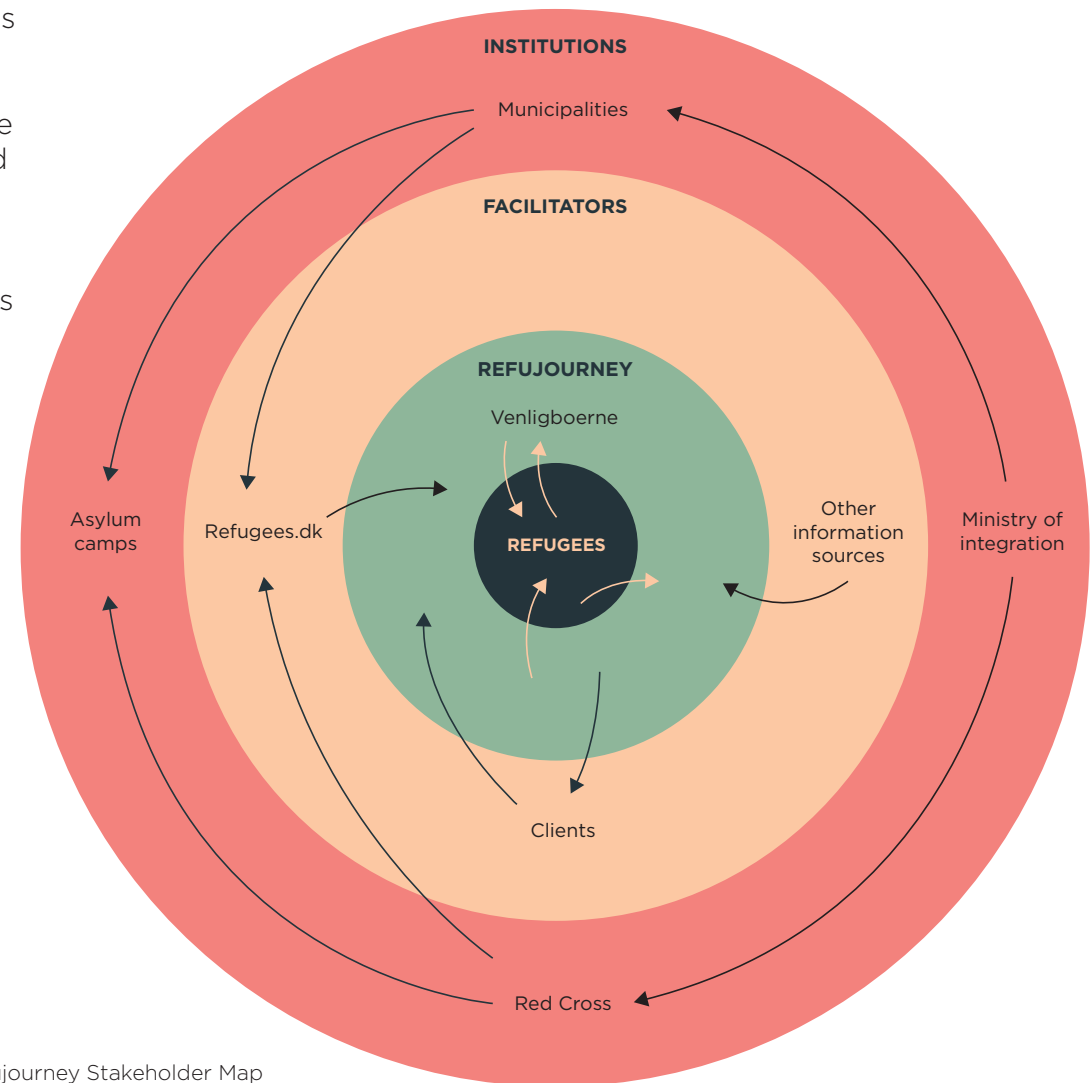 s
e
d
s
INSTITUTIONS
Municipalities
FACILITATORS
REFUJOURNEY
Venligboerne
REFUGEES
Asylum
camps
Refugees.dk
Other
information
sources
Ministry of
integration
Clients
Red Cross
journey Stakeholder Map